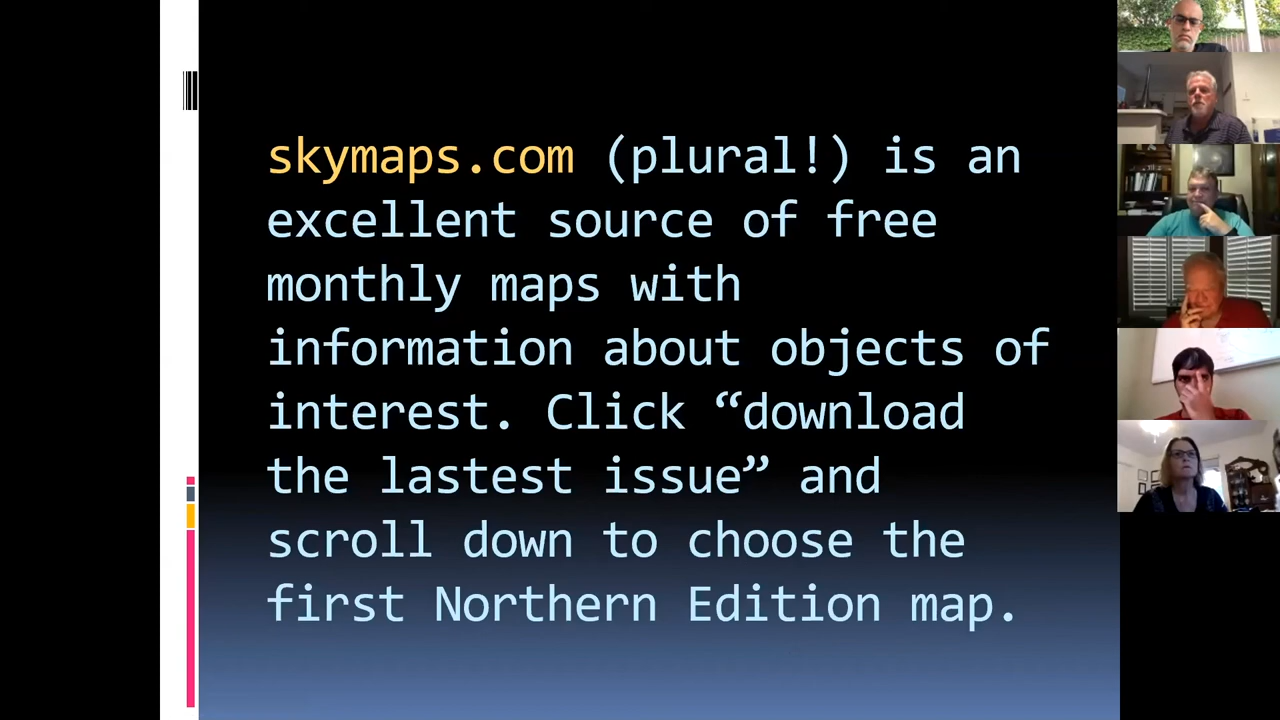 skymaps.com (plural!) is an
excellent source of free
monthly maps with
information about objects of
interest. Click “download
the lastest issue” and
scroll down to choose the
first Northern Edition map.